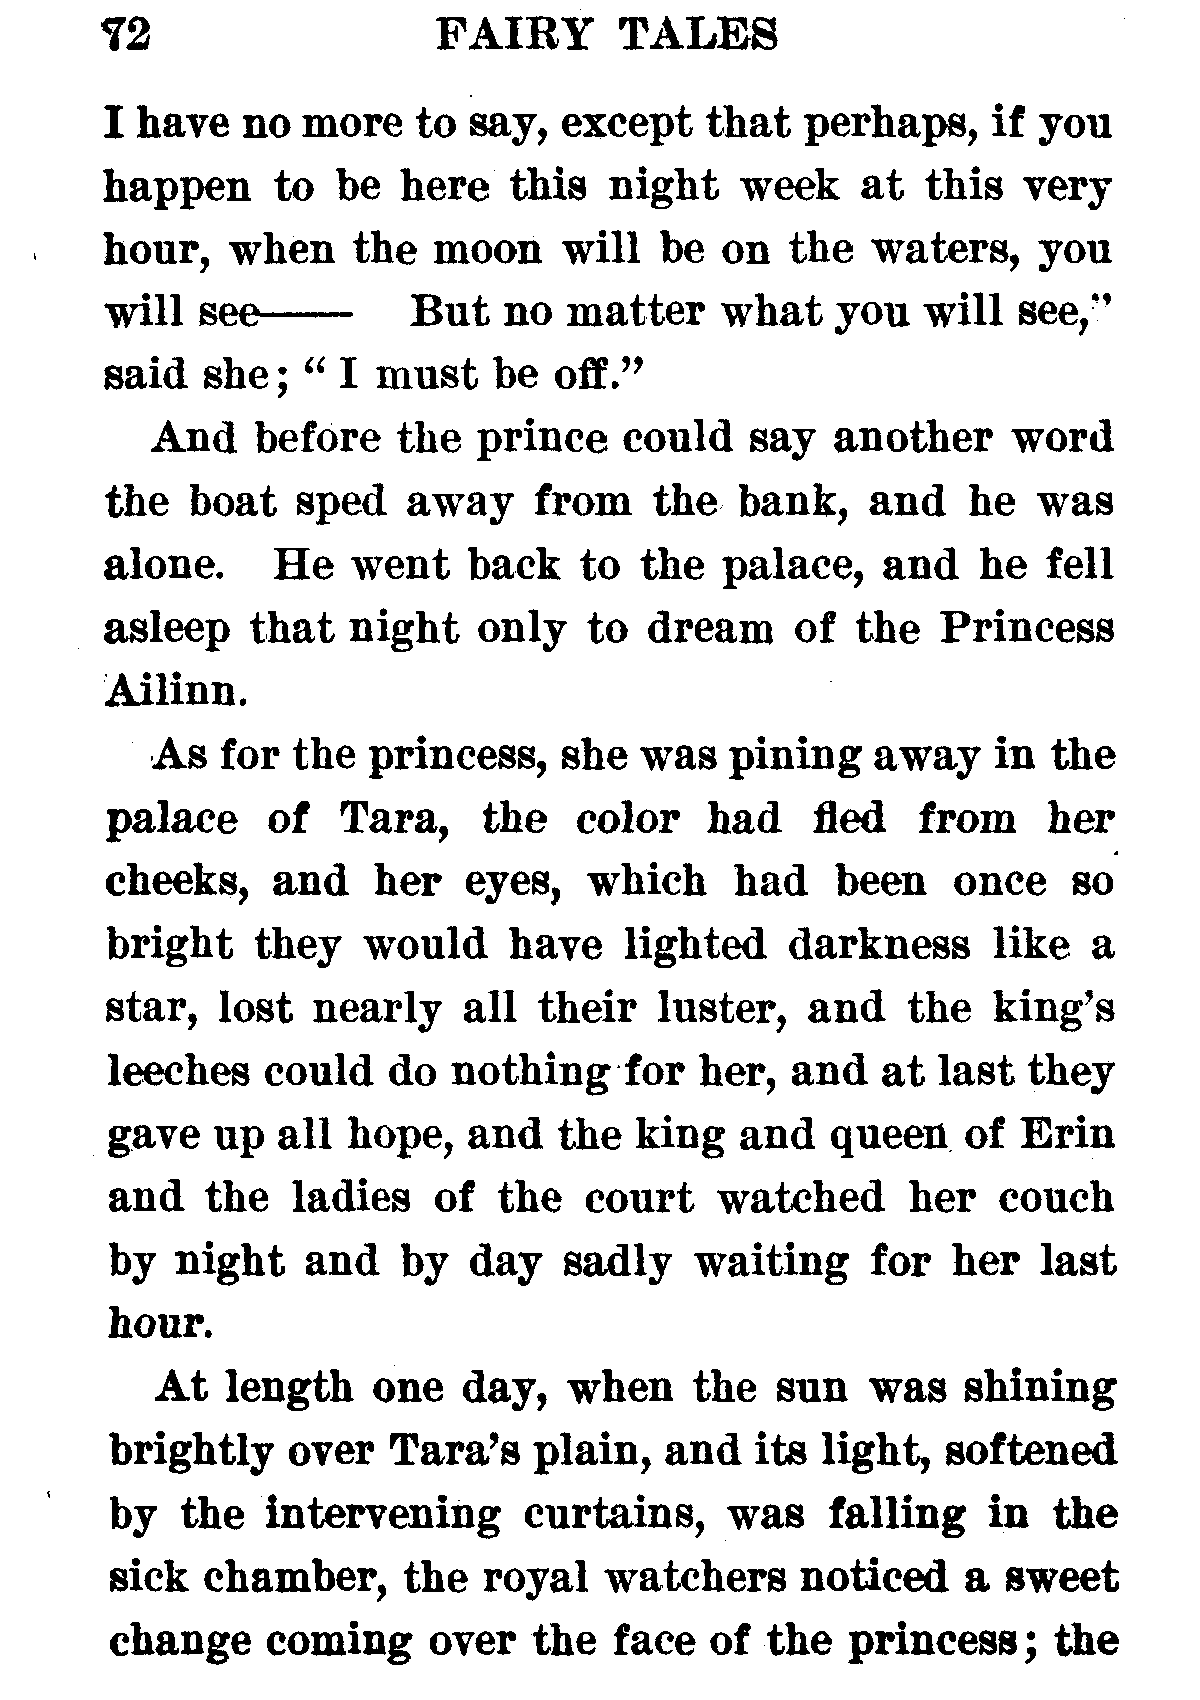 72 FAIRY TALES
I have no more to say, except that perhaps, if you
happen to be here this night week at this very
hour, when the moon will be on the waters, you
will see—— But no matter what you will see,"
said she; " I must be off."
And before the prince could say another word
the boat sped away from the bank, and he was
alone. He went back to the palace, and he fell
asleep that night only to dream of the Princess
Ailinn.
As for the princess, she was pining away in the
palace of Tara, the color had fled from her
cheeks, and her eyes, which had been once so
bright they would have lighted darkness like a
star, lost nearly all their luster, and the king's
leeches could do nothing for her, and at last they
gave up all hope, and the king and queen of Erin
and the ladies of the court watched her couch
by night and by day sadly waiting for her last
hour.
At length one day, when the sun was shining
brightly over Tara's plain, and its light, softened
by the intervening curtains, was falling in the
sick chamber, the royal watchers noticed a sweet
change coming over the face of the princess; the